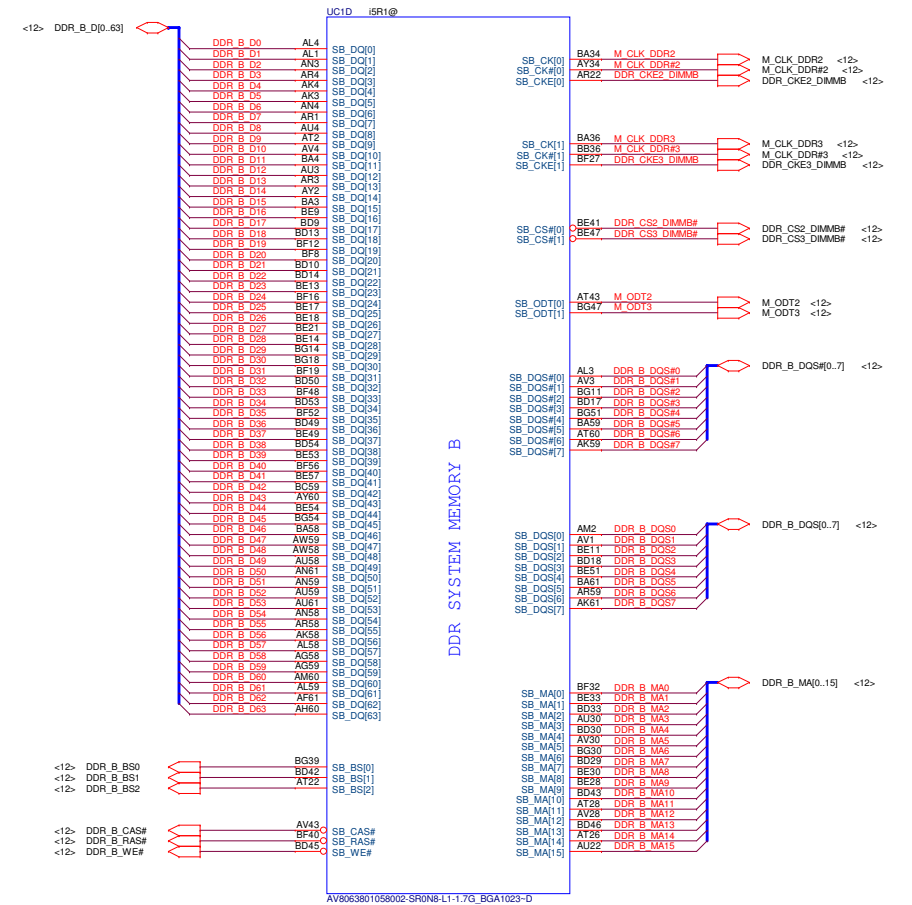 UC1D i5R1@
<12> DDR_B_D[0..63]
DDR_B_D0 AL4 SB_DQ[0]
DDR_B_D1 AL1 SB_DQ[1]
DDR_B_D2 AN3 SB_DQ[2]
DDR_B_D3 AR4 SB_DQ[3]
DDR_B_D4 AK4 SB_DQ[4]
DDR_B_D5 AK3 SB_DQ[5]
DDR_B_D6 AN4 SB_DQ[6]
DDR_B_D7 AR1 SB_DQ[7]
DDR_B_D8 AU4 SB_DQ[8]
DDR_B_D9 AT2 SB_DQ[9]
DDR_B_D10 AV4 SB_DQ[10]
DDR_B_D11 BA4 SB_DQ[11]
DDR_B_D12 AU3 SB_DQ[12]
DDR_B_D13 AR3 SB_DQ[13]
DDR_B_D14 AY2 SB_DQ[14]
DDR_B_D15 BA3 SB_DQ[15]
DDR_B_D16 BE9 SB_DQ[16]
DDR_B_D17 BD9 SB_DQ[17]
DDR_B_D18 BD13 SB_DQ[18]
DDR_B_D19 BF12 SB_DQ[19]
DDR_B_D20 BF8 SB_DQ[20]
DDR_B_D21 BD10 SB_DQ[21]
DDR_B_D22 BD14 SB_DQ[22]
DDR_B_D23 BE13 SB_DQ[23]
DDR_B_D24 BF16 SB_DQ[24]
DDR_B_D25 BE17 SB_DQ[25]
DDR_B_D26 BE18 SB_DQ[26]
DDR_B_D27 BE21 SB_DQ[27]
DDR_B_D28 BE14 SB_DQ[28]
DDR_B_D29 BG14 SB_DQ[29]
DDR_B_D30 BG18 SB_DQ[30]
DDR_B_D31 BF19 SB_DQ[31]
DDR_B_D32 BD50 SB_DQ[32]
DDR_B_D33 BF48 SB_DQ[33]
DDR_B_D34 BD53 SB_DQ[34]
DDR_B_D35 BF52 SB_DQ[35]
DDR_B_D36 BD49 SB_DQ[36]
DDR_B_D37 BE49 SB_DQ[37]
DDR_B_D38 BD54 SB_DQ[38]
DDR_B_D39 BE53 SB_DQ[39]
DDR_B_D40 BF56 SB_DQ[40]
DDR_B_D41 BE57 SB_DQ[41]
DDR_B_D42 BC59 SB_DQ[42]
DDR_B_D43 AY60 SB_DQ[43]
DDR_B_D44 BE54 SB_DQ[44]
DDR_B_D45 BG54 SB_DQ[45]
DDR_B_D46 BA58 SB_DQ[46]
DDR_B_D47 AW59 SB_DQ[47]
DDR_B_D48 AW58 SB_DQ[48]
DDR_B_D49 AU58 SB_DQ[49]
DDR_B_D50 AN61 SB_DQ[50]
DDR_B_D51 AN59 SB_DQ[51]
DDR_B_D52 AU59 SB_DQ[52]
DDR_B_D53 AU61 SB_DQ[53]
DDR_B_D54 AN58 SB_DQ[54]
DDR_B_D55 AR58 SB_DQ[55]
DDR_B_D56 AK58 SB_DQ[56]
DDR_B_D57 AL58 SB_DQ[57]
DDR_B_D58 AG58 SB_DQ[58]
DDR_B_D59 AG59 SB_DQ[59]
DDR_B_D60 AM60 SB_DQ[60]
DDR_B_D61 AL59 SB_DQ[61]
DDR_B_D62 AF61 SB_DQ[62]
DDR_B_D63 AH60 SB_DQ[63]
<12> DDR_B_BS0 BG39 SB_BS[0]
<12> DDR_B_BS1 BD42 SB_BS[1]
<12> DDR_B_BS2 AT22 SB_BS[2]
<12> DDR_B_CAS# AV43 SB_CAS#
<12> DDR_B_RAS# BF40 SB_RAS#
<12> DDR_B_WE# BD45 SB_WE#
DDR SYSTEM MEMORY B
SB_CK[0] BA34 M_CLK_DDR2 M_CLK_DDR2 <12>
SB_CK#[0] AY34 M_CLK_DDR#2 M_CLK_DDR#2 <12>
SB_CKE[0] AR22 DDR_CKE2_DIMMB DDR_CKE2_DIMMB <12>
SB_CK[1] BA36 M_CLK_DDR3 M_CLK_DDR3 <12>
SB_CK#[1] BB36 M_CLK_DDR#3 M_CLK_DDR#3 <12>
SB_CKE[1] BF27 DDR_CKE3_DIMMB DDR_CKE3_DIMMB <12>
SB_CS#[0] BE41 DDR_CS2_DIMMB# DDR_CS2_DIMMB# <12>
SB_CS#[1] BE47 DDR_CS3_DIMMB# DDR_CS3_DIMMB# <12>
SB_ODT[0] AT43 M_ODT2 M_ODT2 <12>
SB_ODT[1] BG47 M_ODT3 M_ODT3 <12>
DDR_B_DQS#[0..7] <12>
SB_DQS#[0] AL3 DDR_B_DQS#0
SB_DQS#[1] AV3 DDR_B_DQS#1
SB_DQS#[2] BG11 DDR_B_DQS#2
SB_DQS#[3] BD17 DDR_B_DQS#3
SB_DQS#[4] BG51 DDR_B_DQS#4
SB_DQS#[5] BA59 DDR_B_DQS#5
SB_DQS#[6] AT60 DDR_B_DQS#6
SB_DQS#[7] AK59 DDR_B_DQS#7
DDR_B_DQS[0..7] <12>
SB_DQS[0] AM2 DDR_B_DQS0
SB_DQS[1] AV1 DDR_B_DQS1
SB_DQS[2] BE11 DDR_B_DQS2
SB_DQS[3] BD18 DDR_B_DQS3
SB_DQS[4] BE51 DDR_B_DQS4
SB_DQS[5] BA61 DDR_B_DQS5
SB_DQS[6] AR59 DDR_B_DQS6
SB_DQS[7] AK61 DDR_B_DQS7
DDR_B_MA[0..15] <12>
SB_MA[0] BF32 DDR_B_MA0
SB_MA[1] BE33 DDR_B_MA1
SB_MA[2] BD33 DDR_B_MA2
SB_MA[3] AU30 DDR_B_MA3
SB_MA[4] BD30 DDR_B_MA4
SB_MA[5] AV30 DDR_B_MA5
SB_MA[6] BG30 DDR_B_MA6
SB_MA[7] BD29 DDR_B_MA7
SB_MA[8] BE30 DDR_B_MA8
SB_MA[9] BE28 DDR_B_MA9
SB_MA[10] BD43 DDR_B_MA10
SB_MA[11] AT28 DDR_B_MA11
SB_MA[12] AV28 DDR_B_MA12
SB_MA[13] BD46 DDR_B_MA13
SB_MA[14] AT26 DDR_B_MA14
SB_MA[15] AU22 DDR_B_MA15
AV8063801058002-SR0N8-L1-1.7G_BGA1023~D